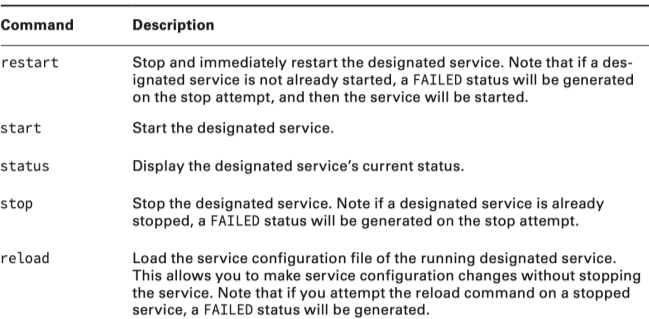 Command Description
restart Stop and immediately restart the designated service. Note that if a des-
ignated service is not already started, a FAILED status will be generated
on the stop attempt, and then the service will be started.
start Start the designated service.
status Display the designated service’s current status.
stop Stop the designated service. Note if a designated service is already
stopped, a FAILED status will be generated on the stop attempt.
reload Load the service configuration file of the running designated service.
This allows you to make service configuration changes without stopping
the service. Note that if you attempt the reload command on a stopped
service, a FAILED status will be generated.